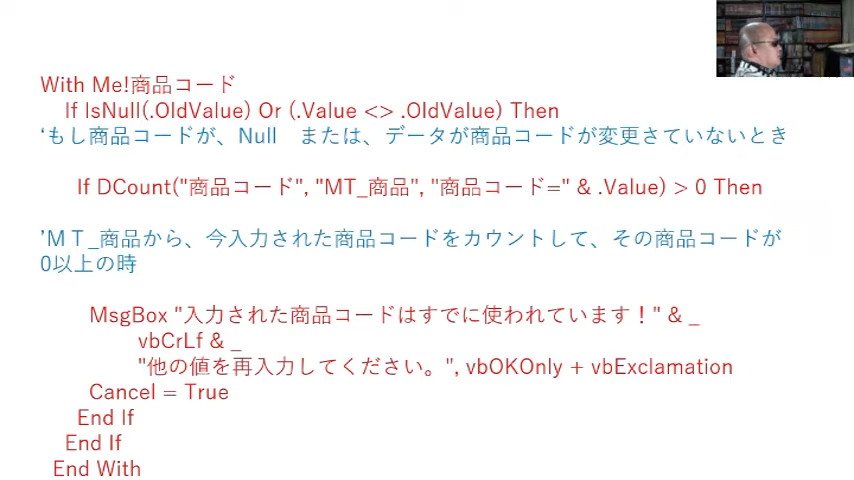 With Me!商品コード
If IsNull(.OldValue) Or (.Value <> .OldValue) Then
‘もし商品コードが、Null　または、データが商品コードが変更さていないとき
If DCount("商品コード", "MT_商品", "商品コード=" & .Value) > 0 Then
’ＭＴ_商品から、今入力された商品コードをカウントして、その商品コードが
0以上の時
MsgBox "入力された商品コードはすでに使われています！" & _
vbCrLf & _
"他の値を再入力してください。", vbOKOnly + vbExclamation
Cancel = True
End If
End If
End With